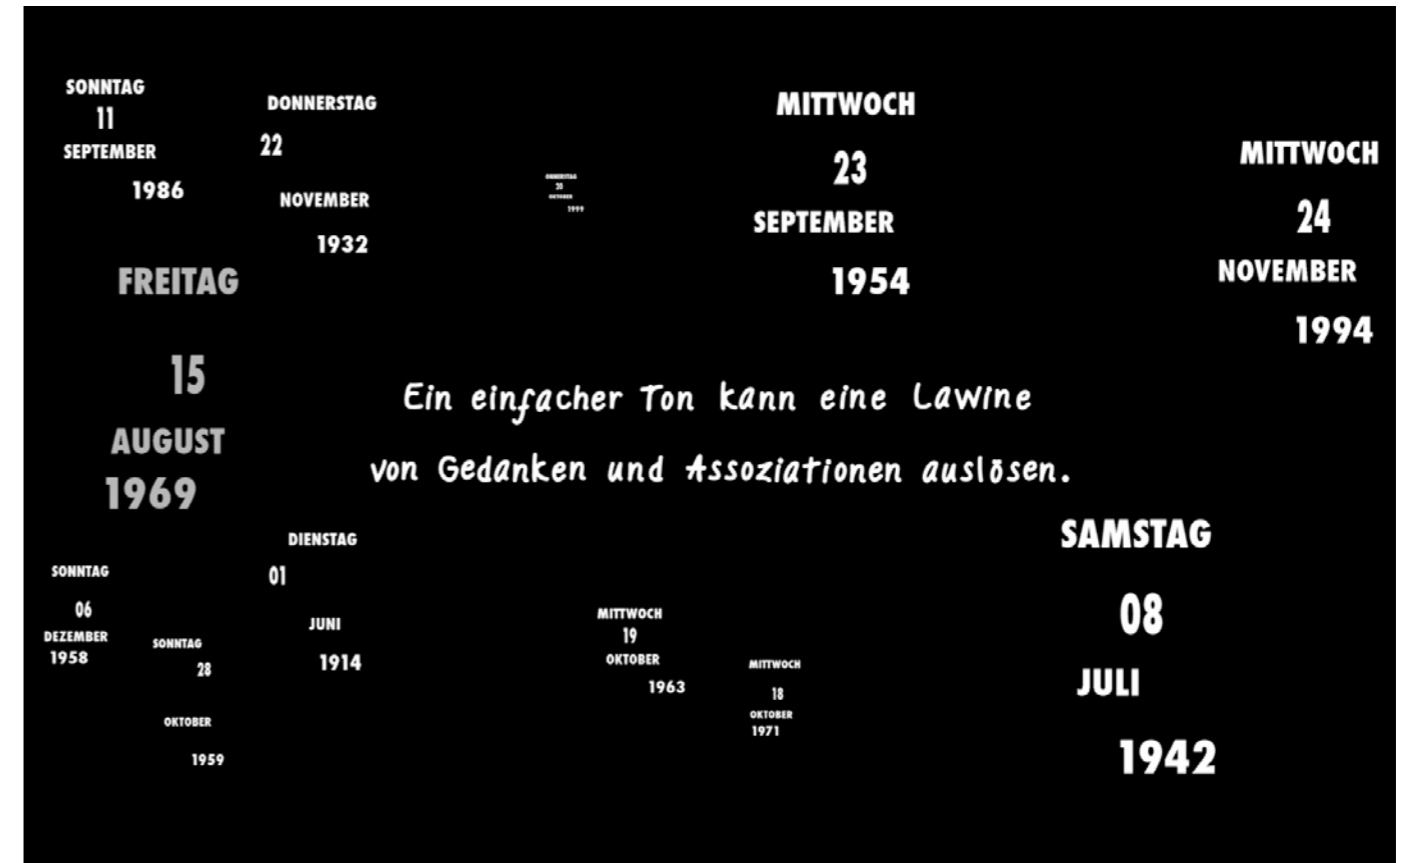 SONNTAG
11
SEPTEMBER
1986
DONNERSTAG
22
NOVEMBER
1932
OKTOBER
1999
MITTWOCH
23
SEPTEMBER
1954
MITTWOCH
24
NOVEMBER
1994
FREITAG
15
AUGUST
1969
Ein einfacher Ton kann eine Lawine
von Gedanken und Assoziationen auslösen.
SONNTAG
06
DEZEMBER
1958
SONNTAG
28
OKTOBER
1959
DIENSTAG
01
JUNI
1914
MITTWOCH
19
OKTOBER
1963
MITTWOCH
18
OKTOBER
1971
SAMSTAG
08
JULI
1942